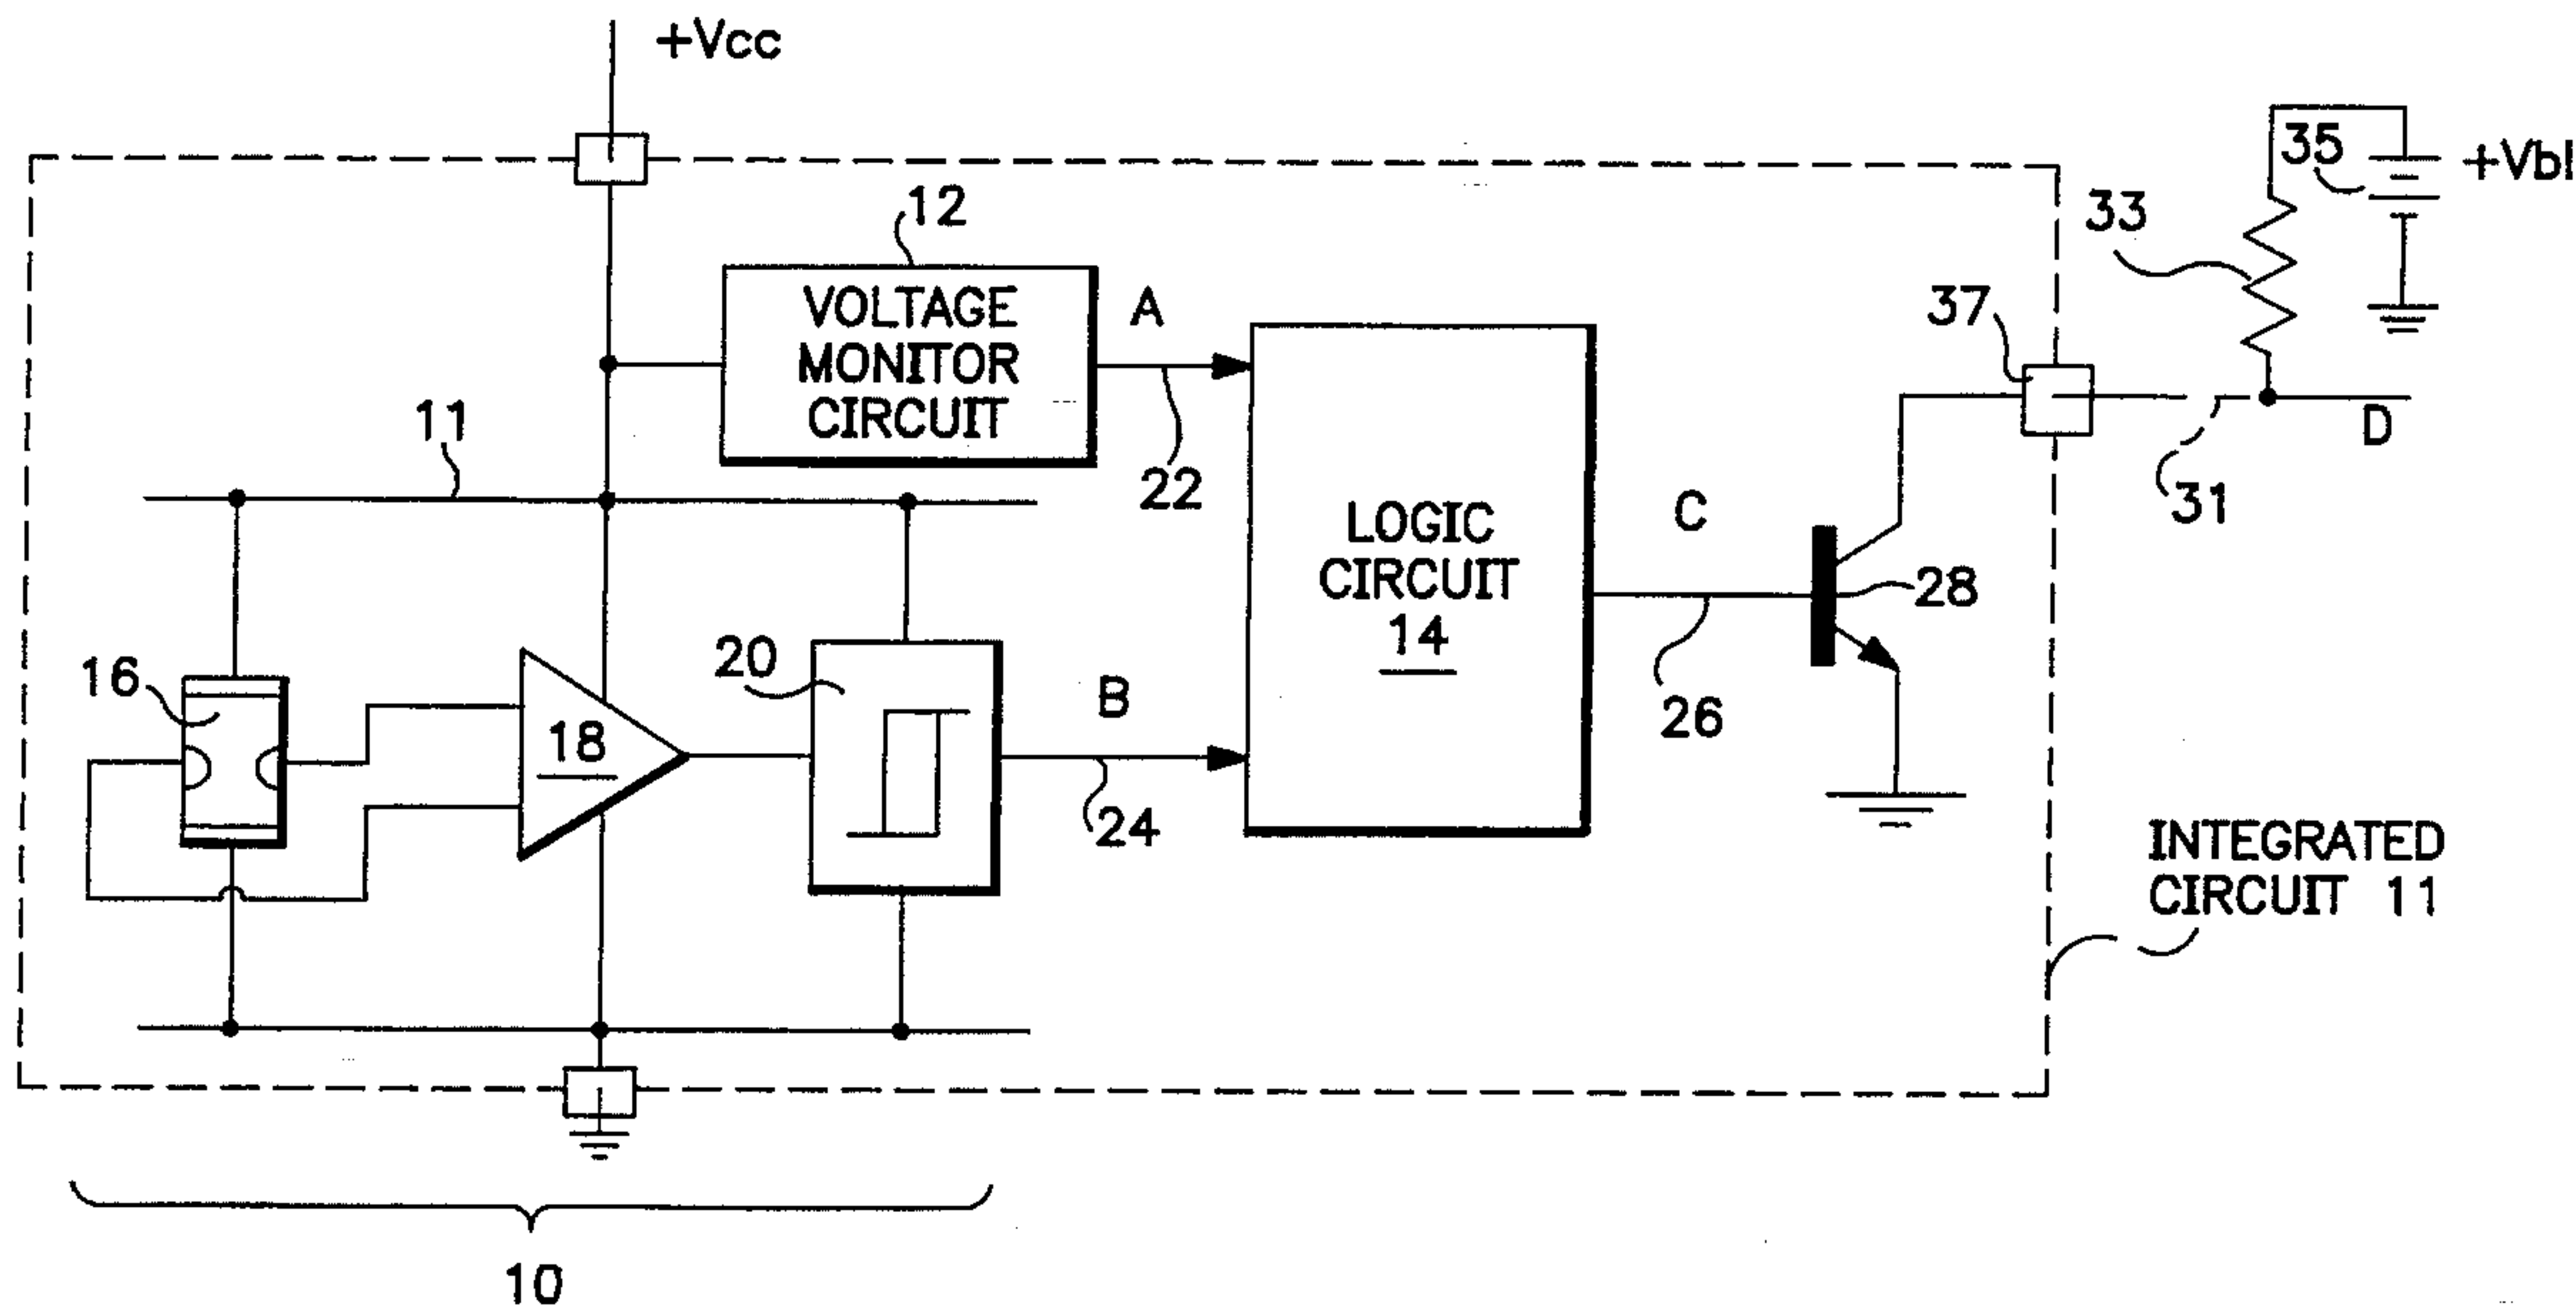 +Vcc
35
+Vbl
12
33
VOLTAGE
MONITOR
CIRCUIT
A
37
11
22
D
31
LOGIC
CIRCUIT
14
C
28
16
20
18
B
26
24
INTEGRATED
CIRCUIT 11
10